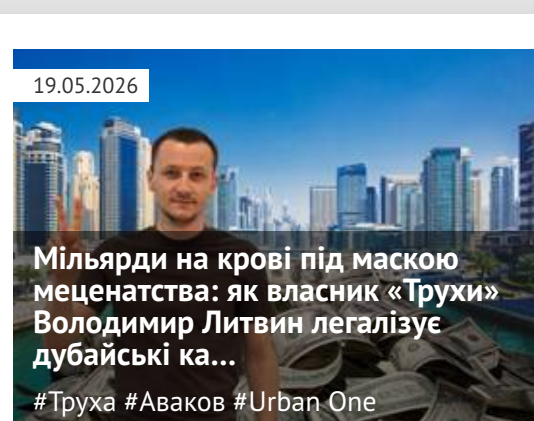 19.05.2026
Мільярди на крові під маскою
меценатства: як власник «Трухи»
Володимир Литвин легалізує
дубайські ка...
#Труха #Аваков #Urban One